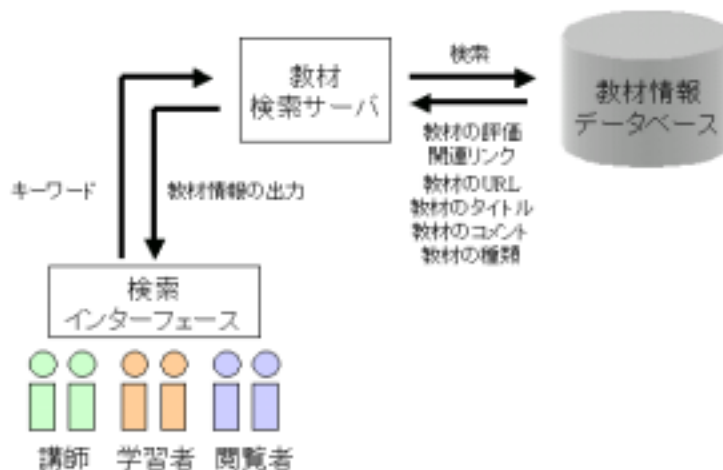 教材
検索サーバ
検索
教材情報
データベース
教材の評価
関連リンク
教材のURL
教材のタイトル
教材のコメント
教材の種類
キーワード
教材情報の出力
検索
インターフェース
講師
学習者
閲覧者